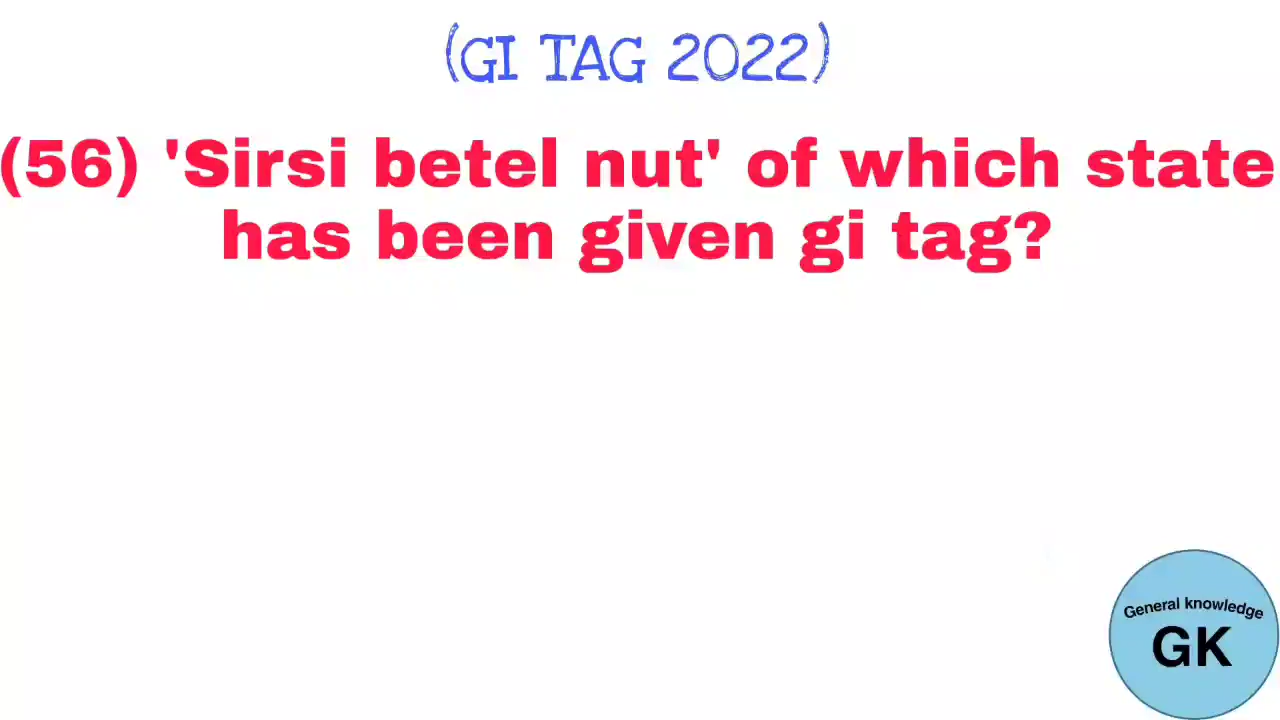 (GI TAG 2022)
(56) 'Sirsi betel nut' of which state
has been given gi tag?
General knowledge
GK